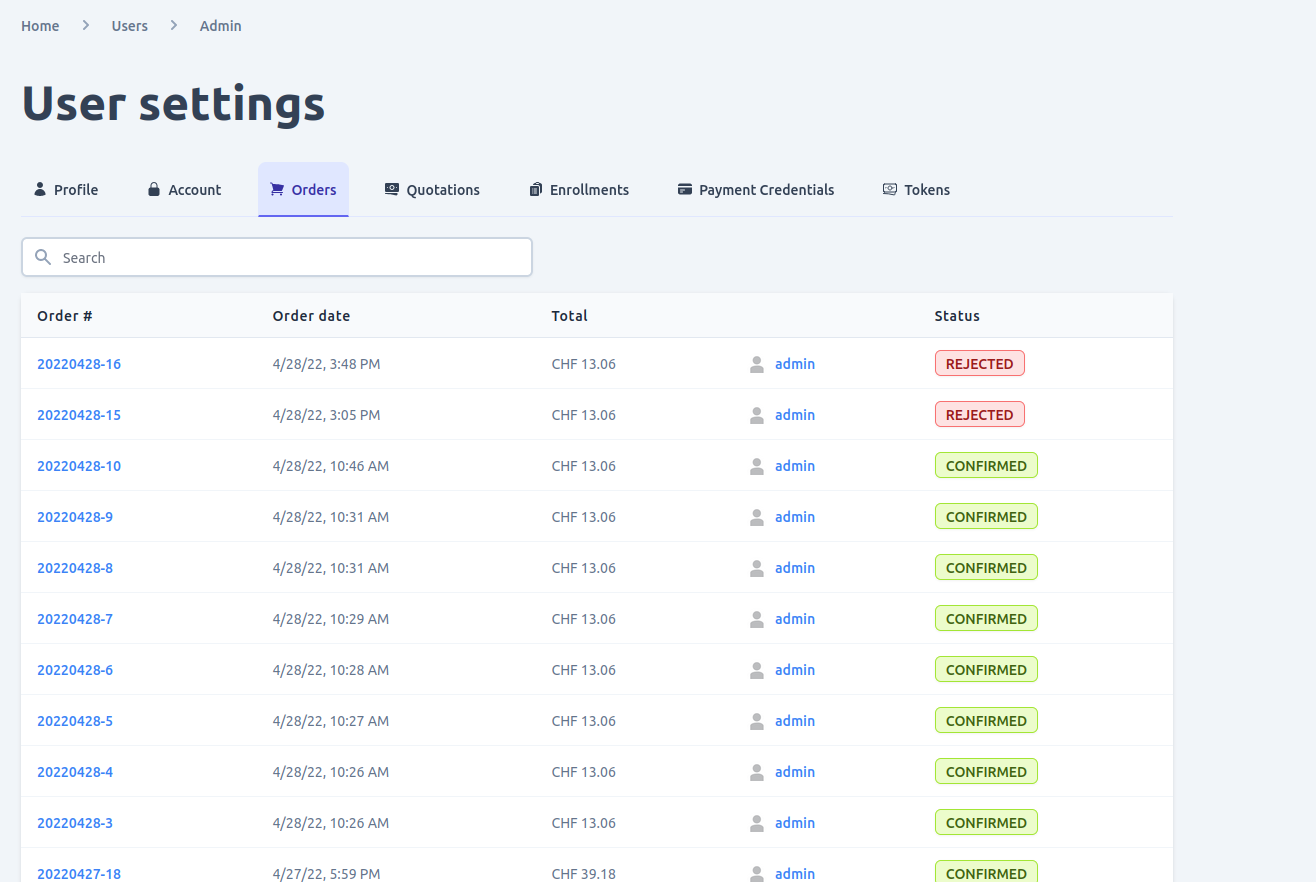 Home > Users > Admin
User settings
Profile Account Orders Quotations Enrollments Payment Credentials Tokens
Search
Order # Order date Total Status
20220428-16 4/28/22, 3:48 PM CHF 13.06 admin REJECTED
20220428-15 4/28/22, 3:05 PM CHF 13.06 admin REJECTED
20220428-10 4/28/22, 10:46 AM CHF 13.06 admin CONFIRMED
20220428-9 4/28/22, 10:31 AM CHF 13.06 admin CONFIRMED
20220428-8 4/28/22, 10:31 AM CHF 13.06 admin CONFIRMED
20220428-7 4/28/22, 10:29 AM CHF 13.06 admin CONFIRMED
20220428-6 4/28/22, 10:28 AM CHF 13.06 admin CONFIRMED
20220428-5 4/28/22, 10:27 AM CHF 13.06 admin CONFIRMED
20220428-4 4/28/22, 10:26 AM CHF 13.06 admin CONFIRMED
20220428-3 4/28/22, 10:26 AM CHF 13.06 admin CONFIRMED
20220427-18 4/27/22, 5:59 PM CHF 39.18 admin CONFIRMED